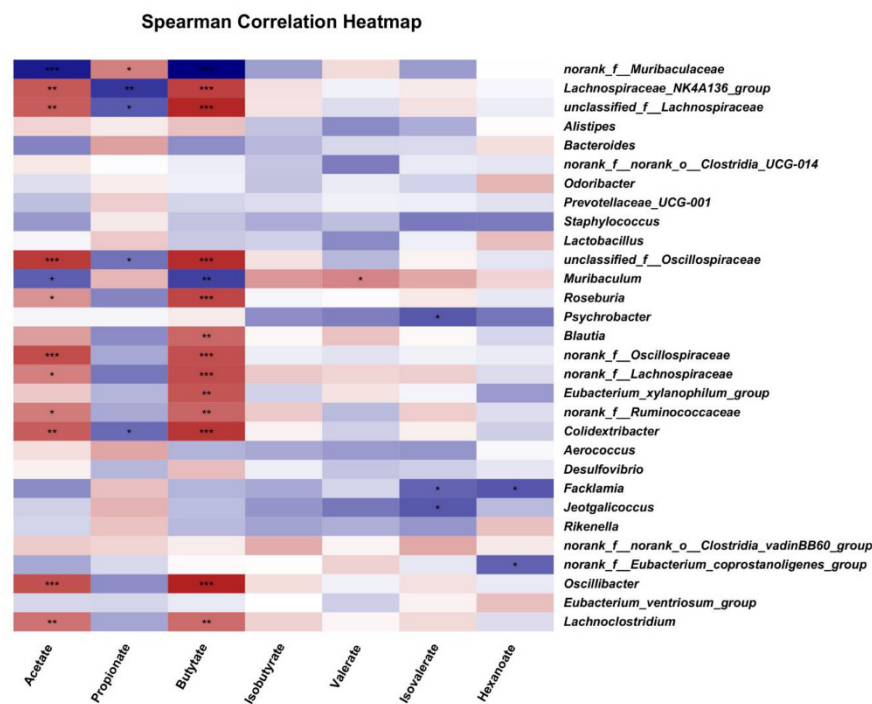 Spearman Correlation Heatmap
*** * *** norank_f__Muribaculaceae
** ** *** Lachnospiraceae_NK4A136_group
** * *** unclassified_f__Lachnospiraceae
Alistipes
Bacteroides
norank_f__norank_o__Clostridia_UCG-014
Odoribacter
Prevotellaceae_UCG-001
Staphylococcus
Lactobacillus
*** * *** unclassified_f__Oscillospiraceae
* ** * Muribaculum
* *** Roseburia
* Psychrobacter
** Blautia
*** *** norank_f__Oscillospiraceae
* *** norank_f__Lachnospiraceae
** Eubacterium_xylanophilum_group
* ** norank_f__Ruminococcaceae
** * *** Colidextribacter
Aerococcus
Desulfovibrio
* * Facklamia
* Jeotgalicoccus
Rikenella
norank_f__norank_o__Clostridia_vadinBB60_group
* norank_f__Eubacterium_coprostanoligenes_group
*** *** Oscillibacter
Eubacterium_ventriosum_group
** ** Lachnoclostridium
Acetate
Propionate
Butytate
Isobutyrate
Valerate
Isovalerate
Hexanoate